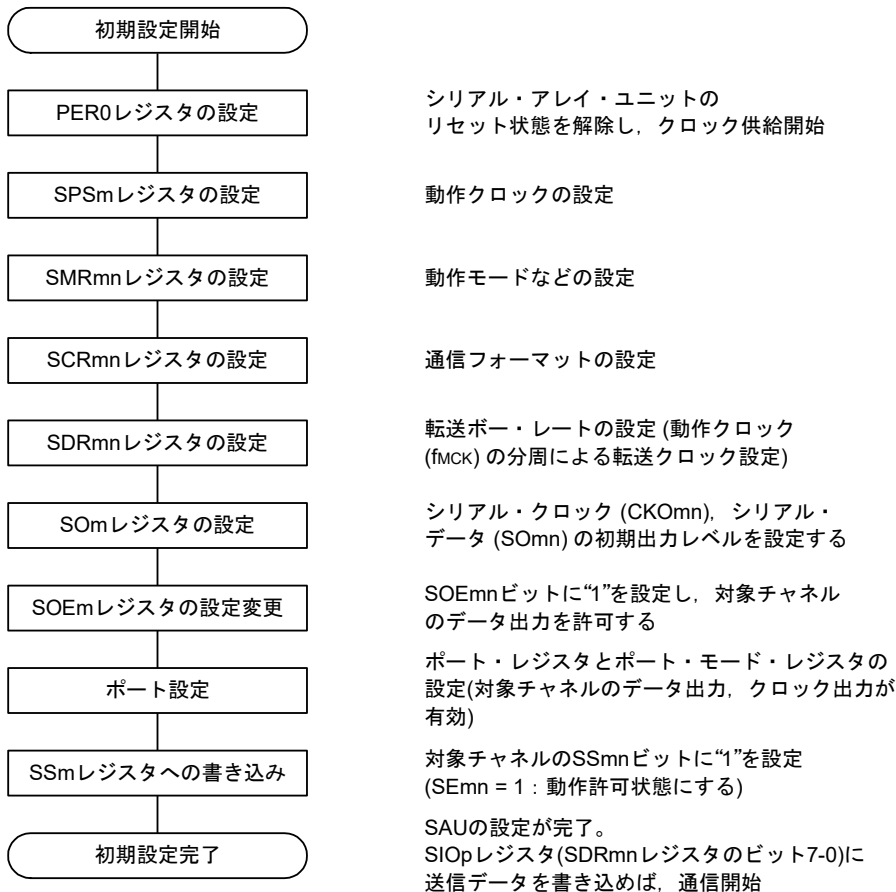 初期設定開始
PER0レジスタの設定
シリアル・アレイ・ユニットの
リセット状態を解除し，クロック供給開始
SPSmレジスタの設定
動作クロックの設定
SMRmnレジスタの設定
動作モードなどの設定
SCRmnレジスタの設定
通信フォーマットの設定
SDRmnレジスタの設定
転送ボー・レートの設定 (動作クロック
(fMCK) の分周による転送クロック設定)
SOmレジスタの設定
シリアル・クロック (CKOmn)，シリアル・
データ (SOmn) の初期出力レベルを設定する
SOEmレジスタの設定変更
SOEmnビットに“1”を設定し，対象チャネル
のデータ出力を許可する
ポート設定
ポート・レジスタとポート・モード・レジスタの
設定(対象チャネルのデータ出力，クロック出力が
有効)
SSmレジスタへの書き込み
対象チャネルのSSmnビットに“1”を設定
(SEmn = 1：動作許可状態にする)
初期設定完了
SAUの設定が完了。
SIOpレジスタ(SDRmnレジスタのビット7-0)に
送信データを書き込めば，通信開始